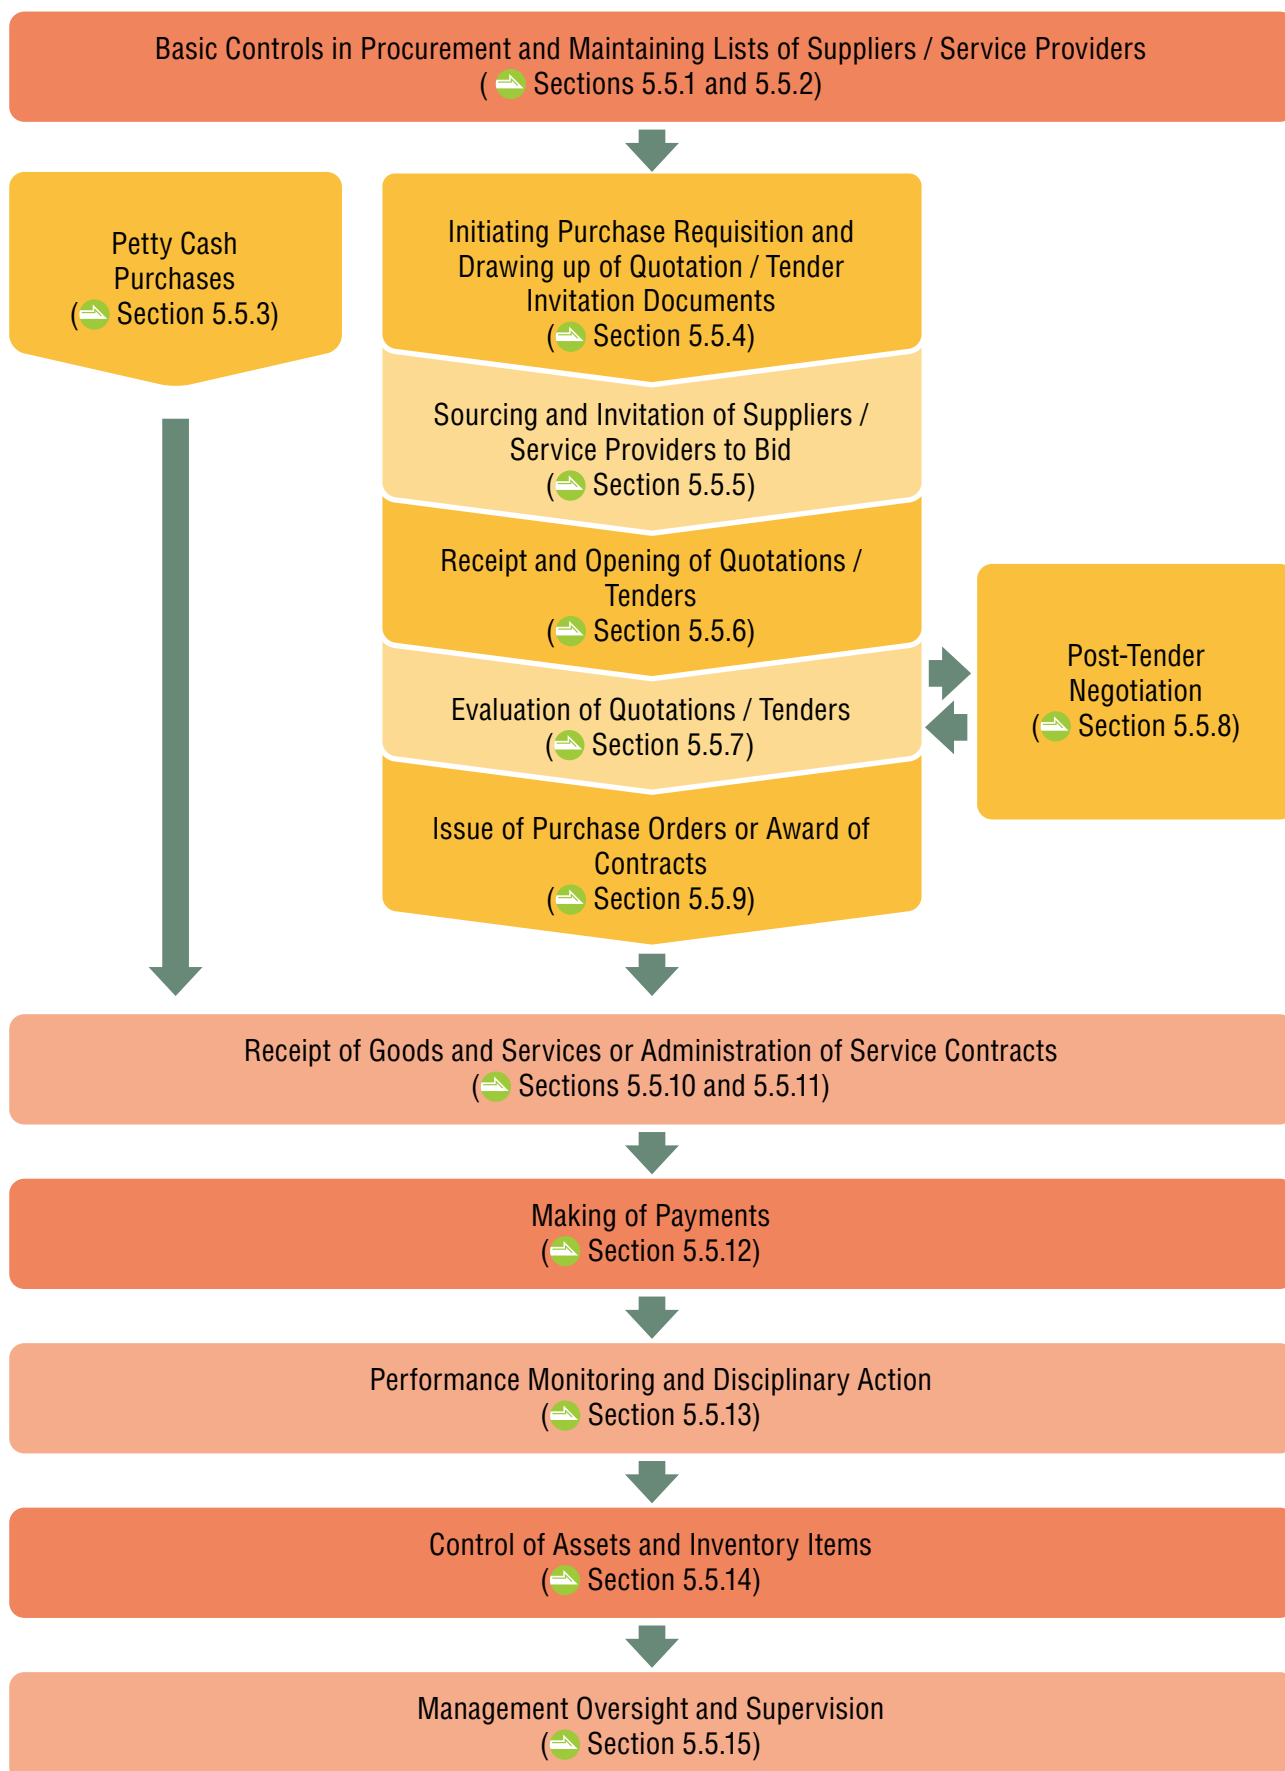 Basic Controls in Procurement and Maintaining Lists of Suppliers / Service Providers
( Sections 5.5.1 and 5.5.2)
Petty Cash
Purchases
( Section 5.5.3)
Initiating Purchase Requisition and
Drawing up of Quotation / Tender
Invitation Documents
( Section 5.5.4)
Sourcing and Invitation of Suppliers /
Service Providers to Bid
( Section 5.5.5)
Receipt and Opening of Quotations /
Tenders
( Section 5.5.6)
Evaluation of Quotations / Tenders
( Section 5.5.7)
Post-Tender
Negotiation
( Section 5.5.8)
Issue of Purchase Orders or Award of
Contracts
( Section 5.5.9)
Receipt of Goods and Services or Administration of Service Contracts
( Sections 5.5.10 and 5.5.11)
Making of Payments
( Section 5.5.12)
Performance Monitoring and Disciplinary Action
( Section 5.5.13)
Control of Assets and Inventory Items
( Section 5.5.14)
Management Oversight and Supervision
( Section 5.5.15)